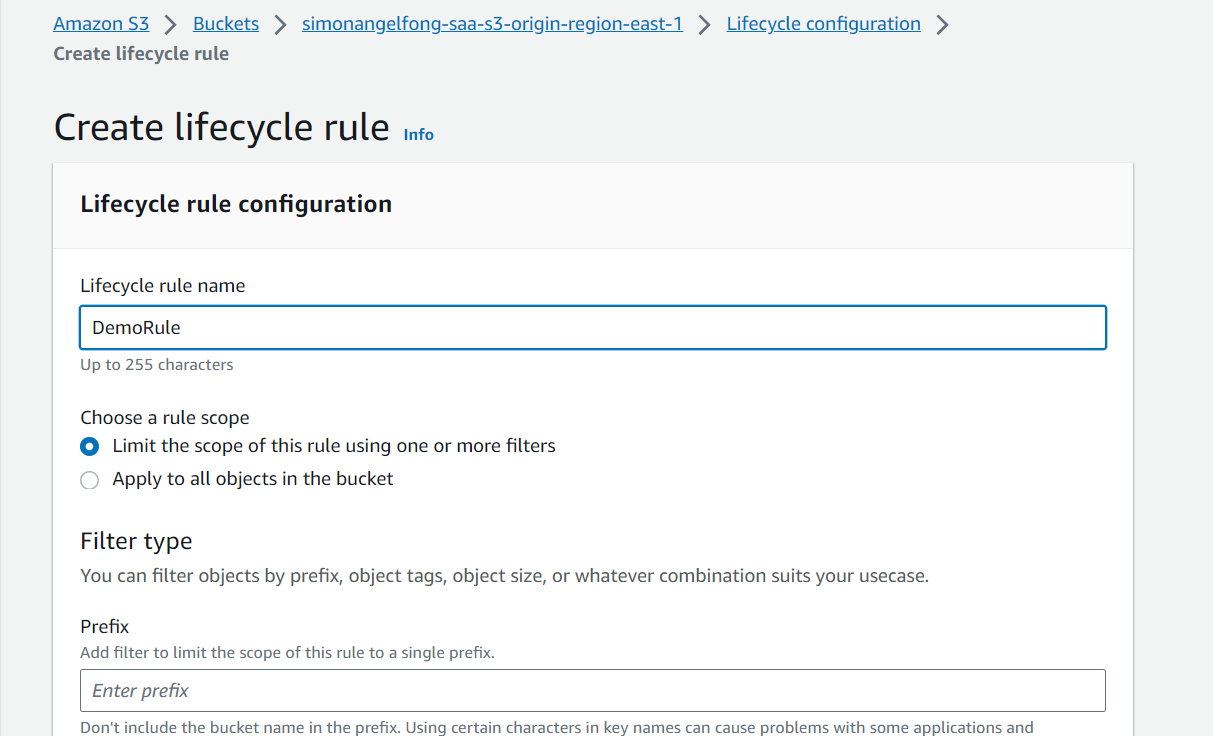 Amazon S3 > Buckets > simonangelfong-saa-s3-origin-region-east-1 > Lifecycle configuration >
Create lifecycle rule
Create lifecycle rule Info
Lifecycle rule configuration
Lifecycle rule name
DemoRule
Up to 255 characters
Choose a rule scope
Limit the scope of this rule using one or more filters
Apply to all objects in the bucket
Filter type
You can filter objects by prefix, object tags, object size, or whatever combination suits your usecase.
Prefix
Add filter to limit the scope of this rule to a single prefix.
Enter prefix
Don't include the bucket name in the prefix. Using certain characters in key names can cause problems with some applications and